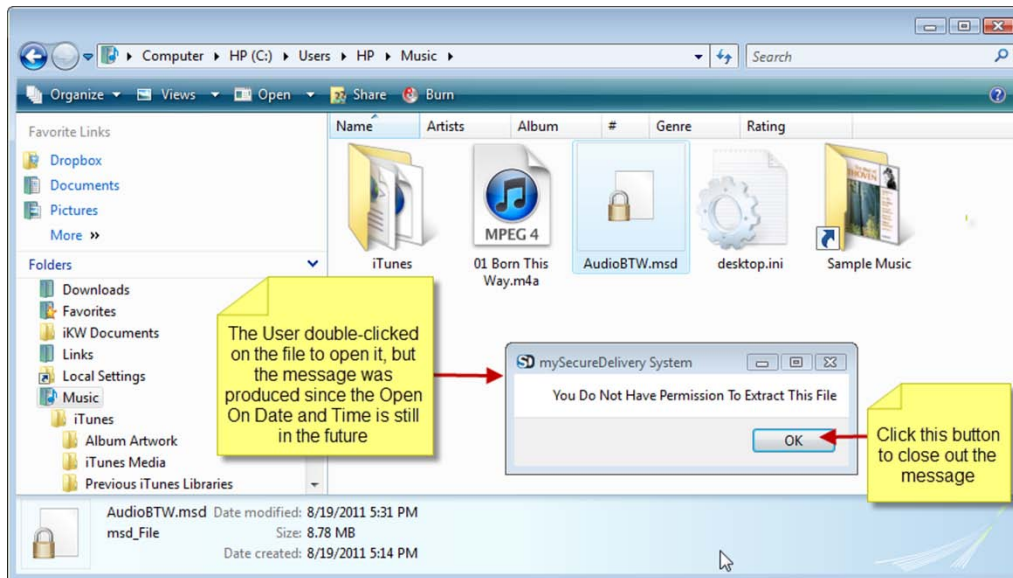 Computer HP (C:) Users HP Music
Search
Organize Views Open Share Burn
Favorite Links
Dropbox
Documents
Pictures
More »
Folders
Downloads
Favorites
iKW Documents
Links
Local Settings
Music
iTunes
Album Artwork
iTunes Media
Previous iTunes Libraries
Name Artists Album # Genre Rating
MPEG 4
iTunes
01 Born This
Way.m4a
AudioBTW.msd
desktop.ini
Sample Music
The User double-clicked
on the file to open it, but
the message was
produced since the Open
On Date and Time is still
in the future
SD mySecureDelivery System
You Do Not Have Permission To Extract This File
OK
Click this button
to close out the
message
AudioBTW.msd Date modified: 8/19/2011 5:31 PM
msd_File Size: 8.78 MB
Date created: 8/19/2011 5:14 PM